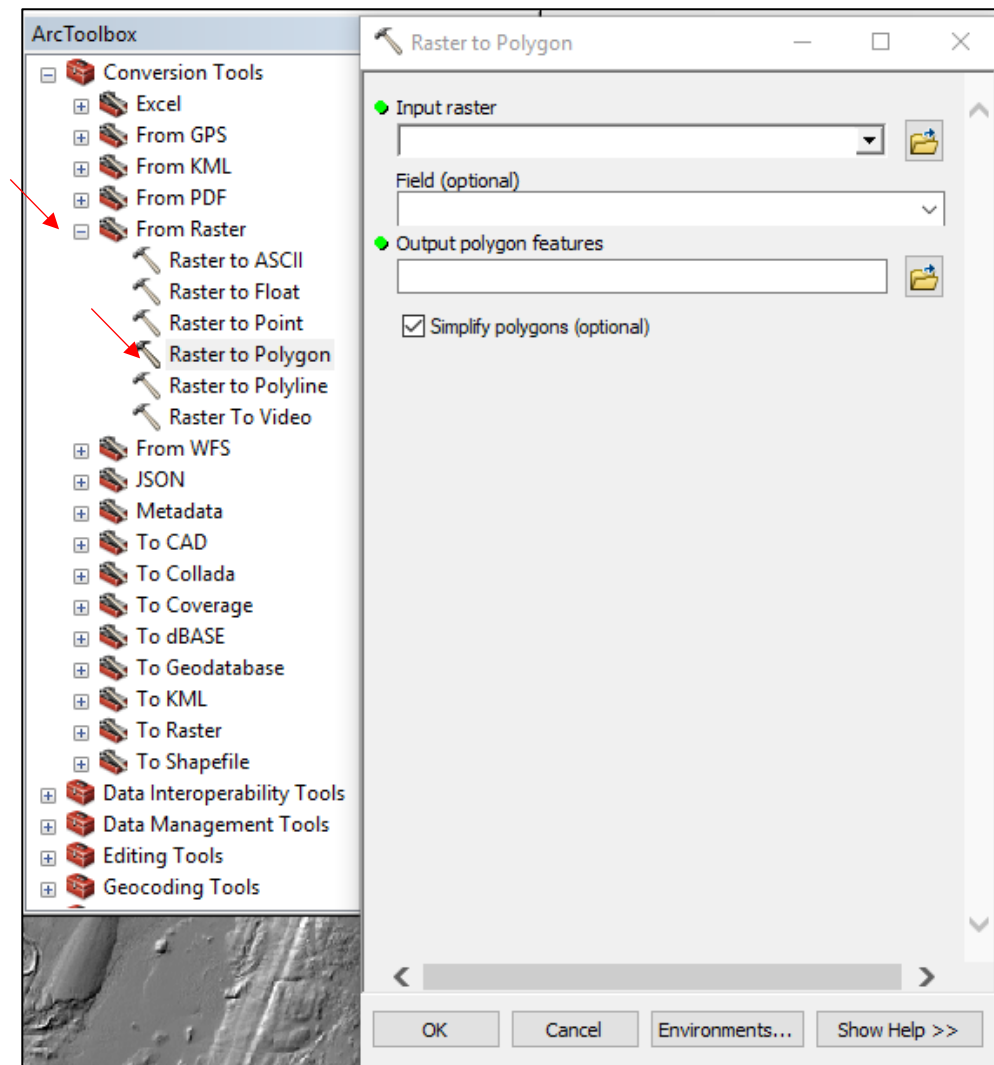 ArcToolbox
Conversion Tools
Excel
From GPS
From KML
From PDF
From Raster
Raster to ASCII
Raster to Float
Raster to Point
Raster to Polygon
Raster to Polyline
Raster To Video
From WFS
JSON
Metadata
To CAD
To Collada
To Coverage
To dBASE
To Geodatabase
To KML
To Raster
To Shapefile
Data Interoperability Tools
Data Management Tools
Editing Tools
Geocoding Tools
Raster to Polygon
Input raster
Field (optional)
Output polygon features
Simplify polygons (optional)
OK
Cancel
Environments...
Show Help >>